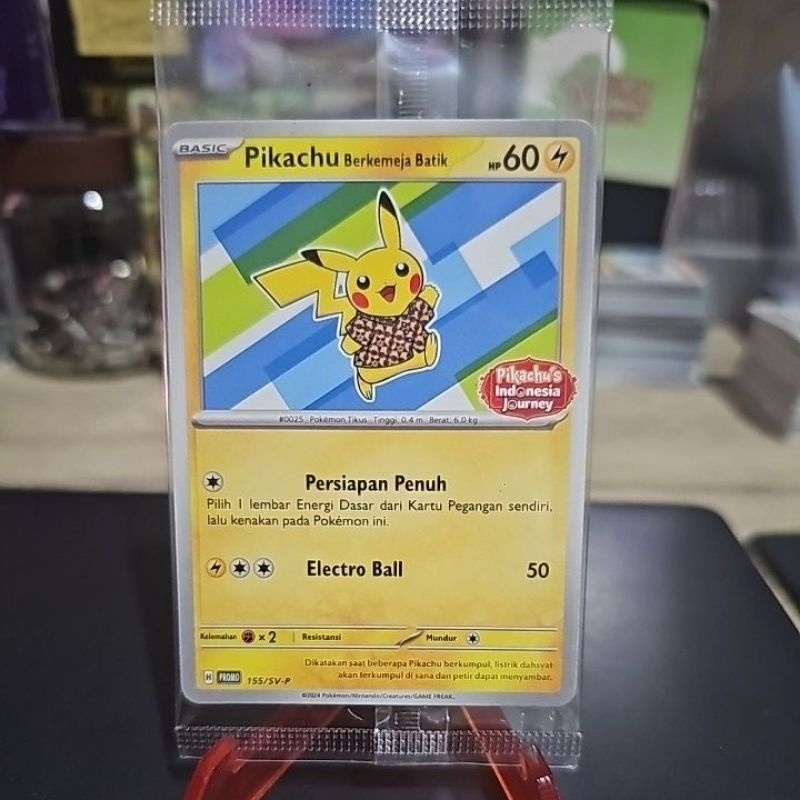 BASIC Pikachu Berkemeja Batik HP 60
Pikachu's
Indonesia
Journey
#0025 Pokémon Tikus Tinggi: 0.4 m Berat: 6.0 kg
Persiapan Penuh
Pilih 1 lembar Energi Dasar dari Kartu Pegangan sendiri,
lalu kenakan pada Pokémon ini.
Electro Ball 50
Kelemahan x 2 Resistansi Mundur
Dikatakan saat beberapa Pikachu berkumpul, listrik dahsyat
akan terkumpul di sana dan petir dapat menyambar.
H PROMO 155/SV-P
©2024 Pokémon/Nintendo/Creatures/GAME FREAK.